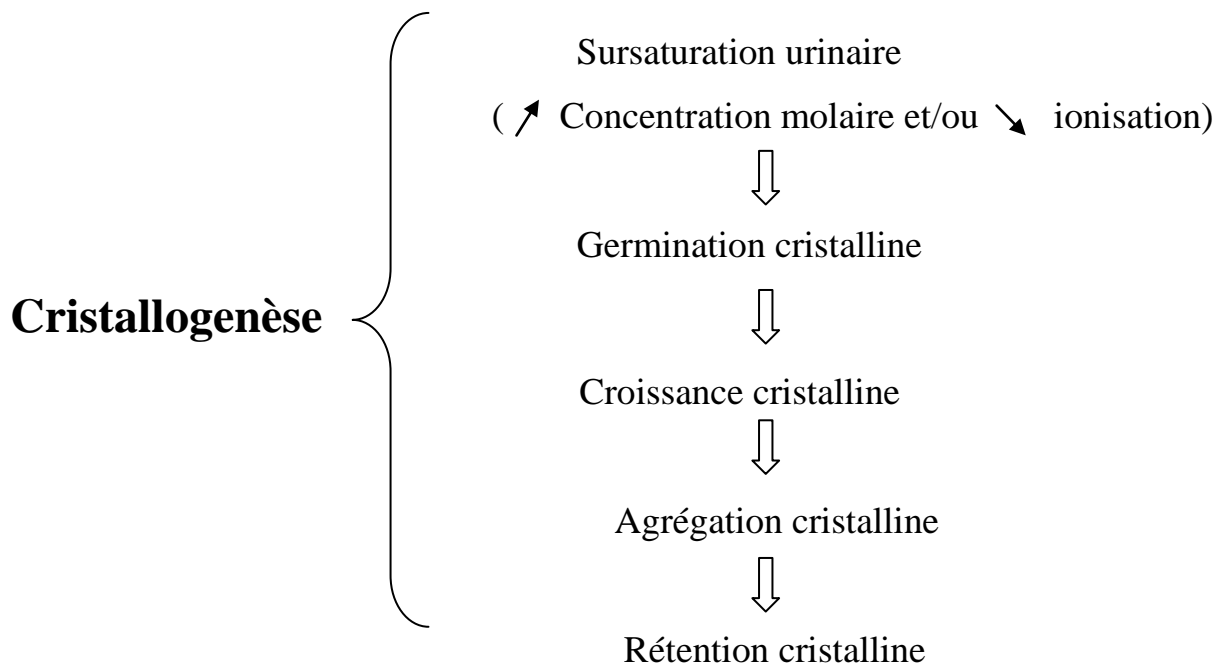 Sursaturation urinaire
( ↗ Concentration molaire et/ou ↘ ionisation)
Germination cristalline
Cristallogenèse
Croissance cristalline
Agrégation cristalline
Rétention cristalline